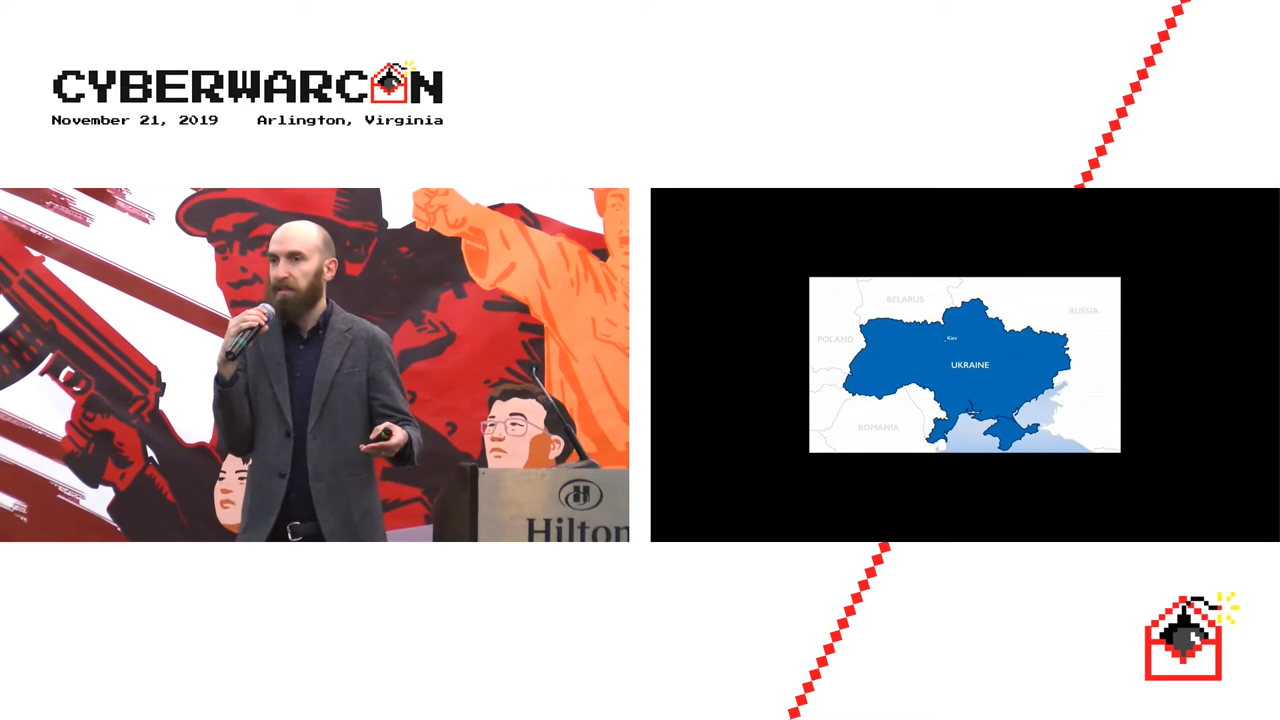 CYBERWARCON
November 21, 2019 Arlington, Virginia
BELARUS
RUSSIA
Kiev
POLAND
UKRAINE
ROMANIA
Hilton